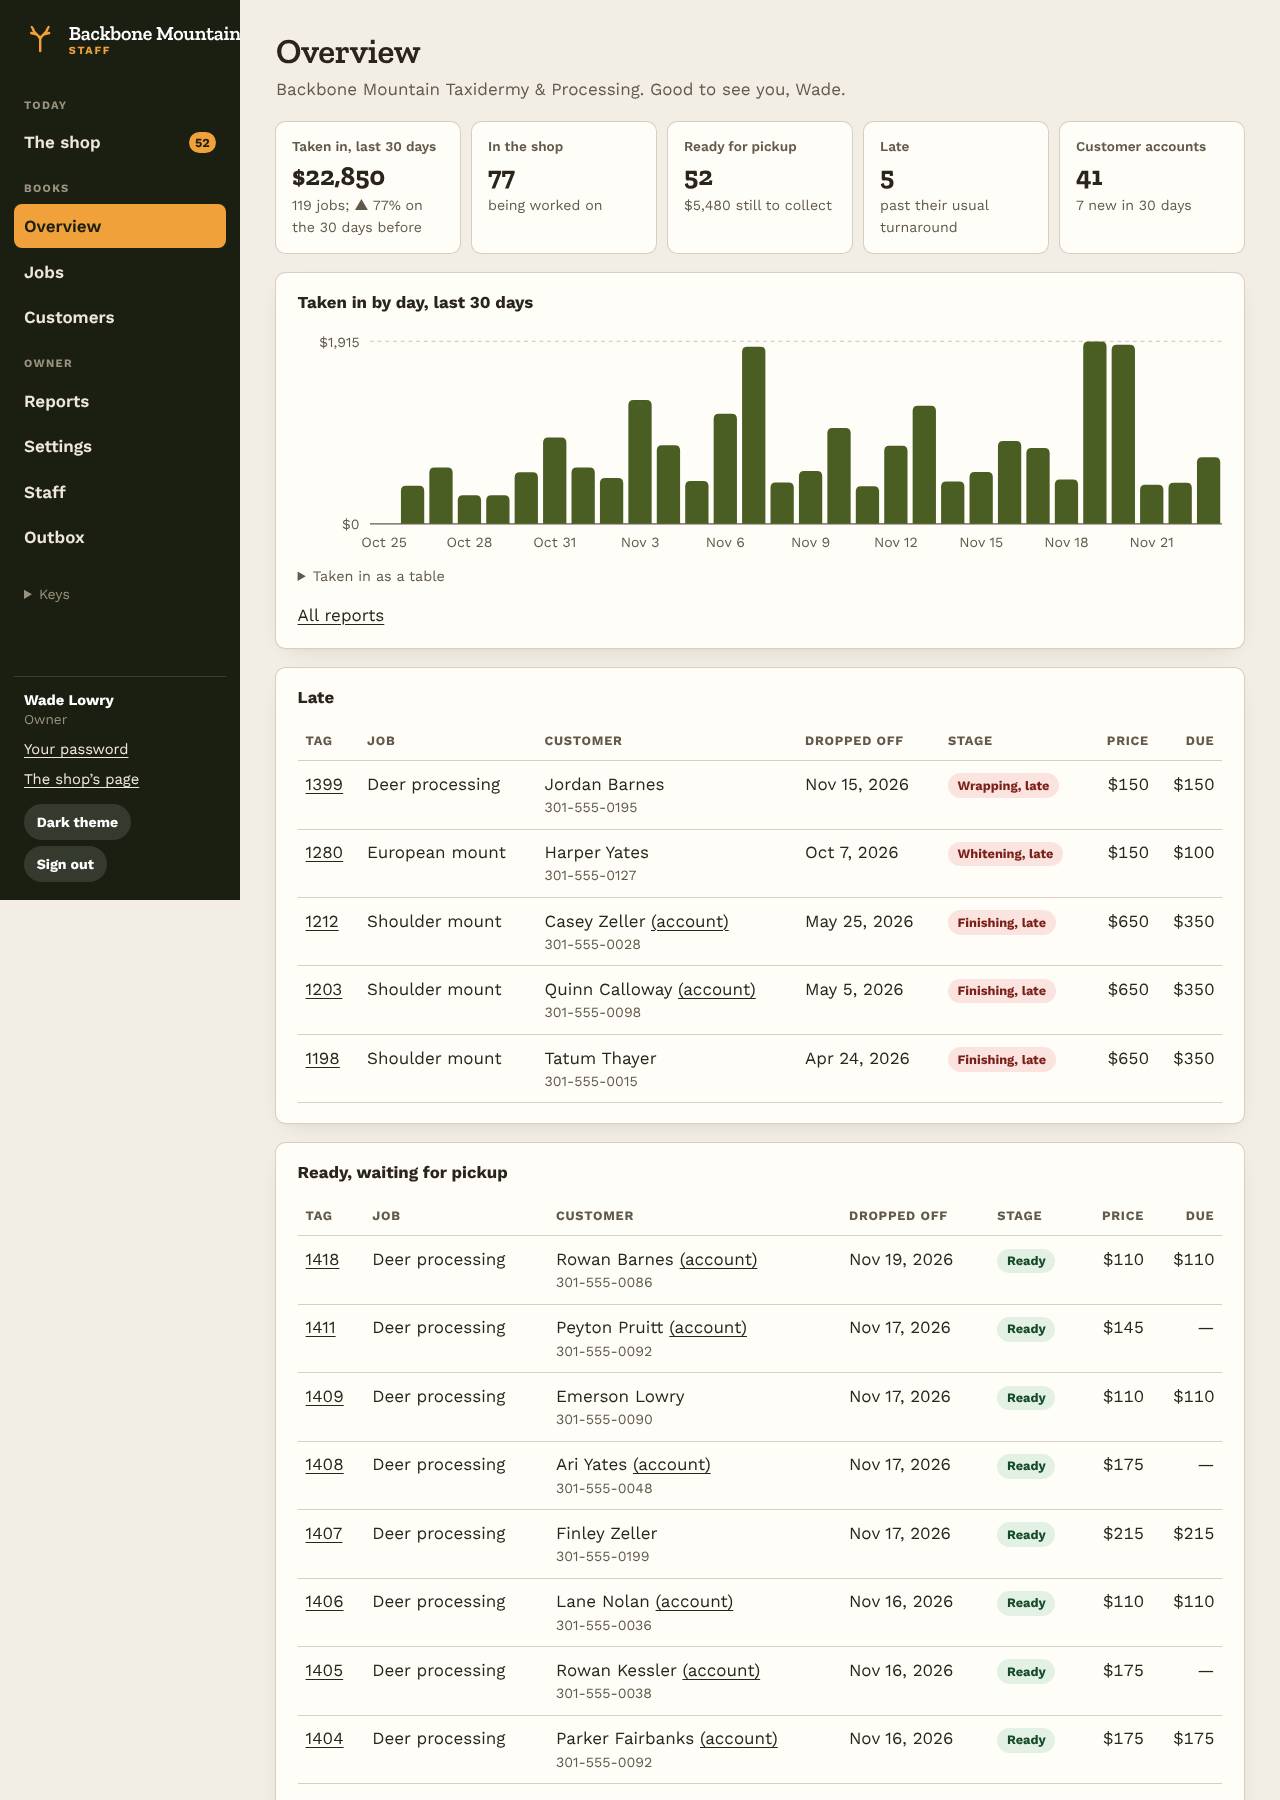 Backbone Mountain
STAFF
TODAY
The shop 52
BOOKS
Overview
Jobs
Customers
OWNER
Reports
Settings
Staff
Outbox
Keys
Wade Lowry
Owner
Your password
The shop’s page
Dark theme
Sign out
Overview
Backbone Mountain Taxidermy & Processing. Good to see you, Wade.
Taken in, last 30 days
$22,850
119 jobs; ▲ 77% on
the 30 days before
In the shop
77
being worked on
Ready for pickup
52
$5,480 still to collect
Late
5
past their usual
turnaround
Customer accounts
41
7 new in 30 days
Taken in by day, last 30 days
$1,915
$0
Oct 25 Oct 28 Oct 31 Nov 3 Nov 6 Nov 9 Nov 12 Nov 15 Nov 18 Nov 21
Taken in as a table
All reports
Late
TAG JOB CUSTOMER DROPPED OFF STAGE PRICE DUE
1399 Deer processing Jordan Barnes Nov 15, 2026 Wrapping, late $150 $150
301-555-0195
1280 European mount Harper Yates Oct 7, 2026 Whitening, late $150 $100
301-555-0127
1212 Shoulder mount Casey Zeller (account) May 25, 2026 Finishing, late $650 $350
301-555-0028
1203 Shoulder mount Quinn Calloway (account) May 5, 2026 Finishing, late $650 $350
301-555-0098
1198 Shoulder mount Tatum Thayer Apr 24, 2026 Finishing, late $650 $350
301-555-0015
Ready, waiting for pickup
TAG JOB CUSTOMER DROPPED OFF STAGE PRICE DUE
1418 Deer processing Rowan Barnes (account) Nov 19, 2026 Ready $110 $110
301-555-0086
1411 Deer processing Peyton Pruitt (account) Nov 17, 2026 Ready $145 —
301-555-0092
1409 Deer processing Emerson Lowry Nov 17, 2026 Ready $110 $110
301-555-0090
1408 Deer processing Ari Yates (account) Nov 17, 2026 Ready $175 —
301-555-0048
1407 Deer processing Finley Zeller Nov 17, 2026 Ready $215 $215
301-555-0199
1406 Deer processing Lane Nolan (account) Nov 16, 2026 Ready $110 $110
301-555-0036
1405 Deer processing Rowan Kessler (account) Nov 16, 2026 Ready $175 —
301-555-0038
1404 Deer processing Parker Fairbanks (account) Nov 16, 2026 Ready $175 $175
301-555-0092